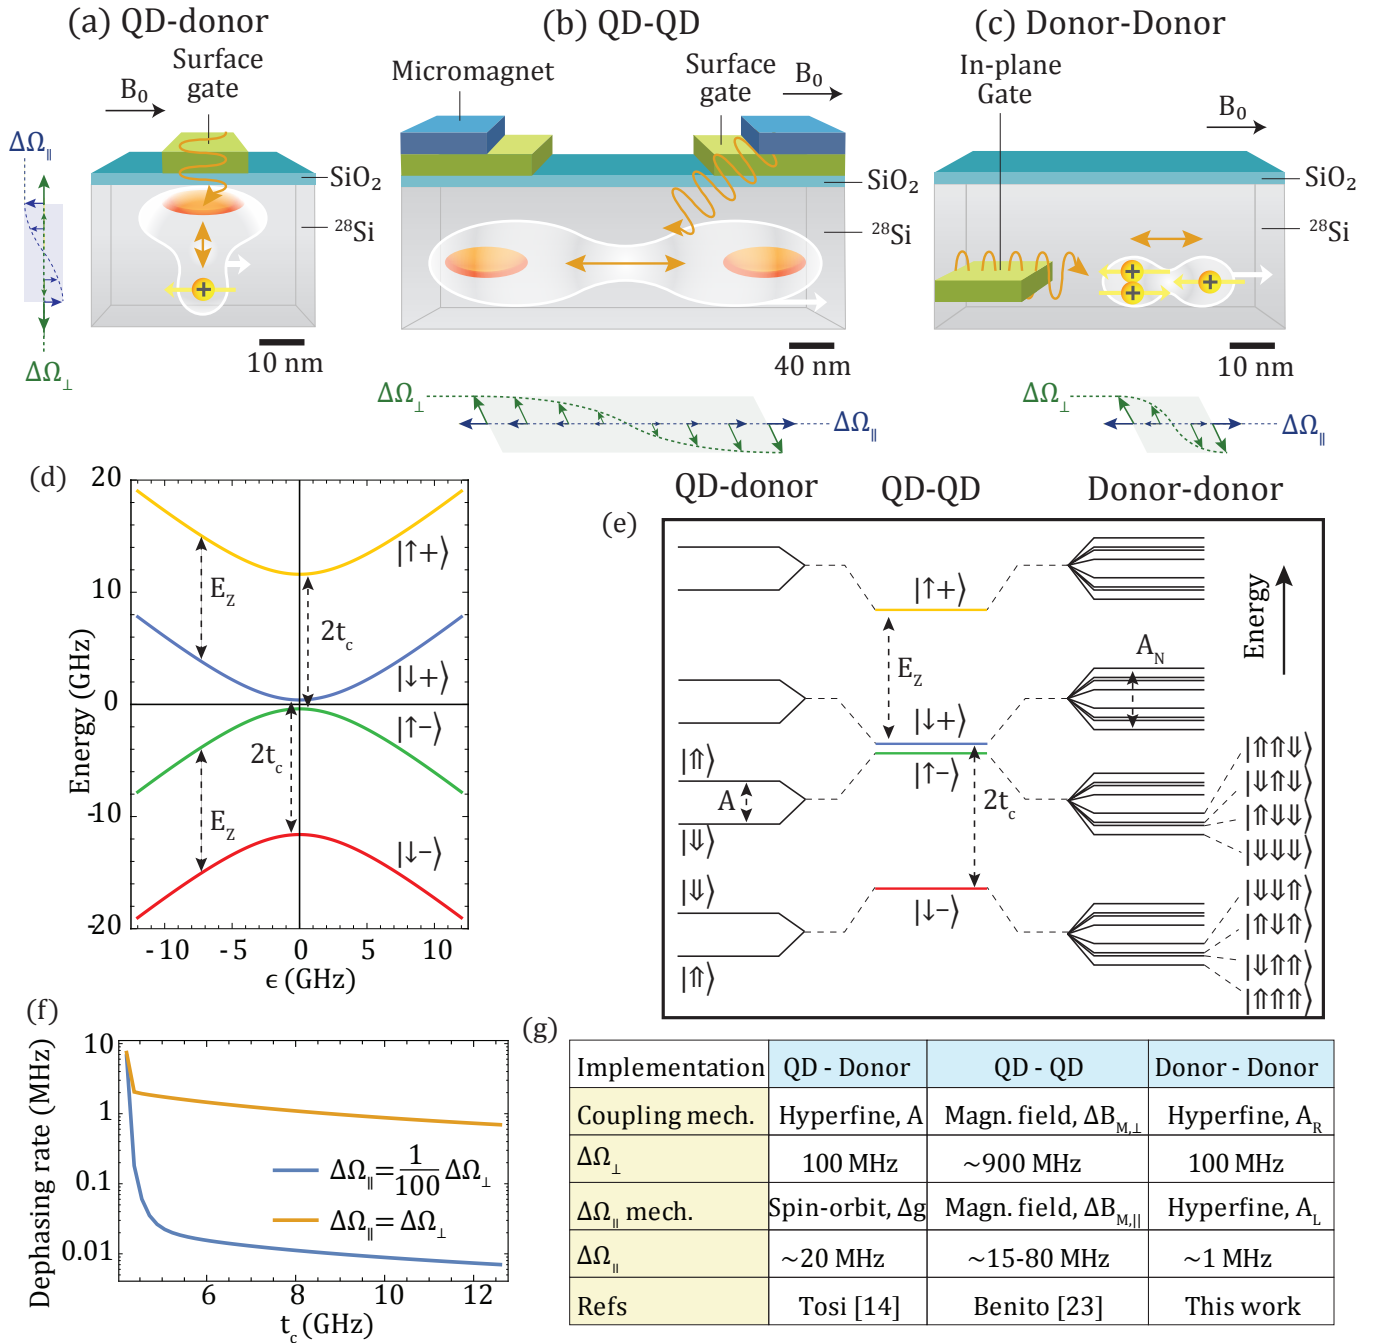 (a) QD-donor
(b) QD-QD
(c) Donor-Donor
Surface
gate
B₀
ΔΩ∥
SiO₂
²⁸Si
10 nm
ΔΩ⊥
Micromagnet
Surface
gate
B₀
SiO₂
²⁸Si
40 nm
ΔΩ⊥
ΔΩ∥
In-plane
Gate
B₀
SiO₂
²⁸Si
10 nm
ΔΩ⊥
ΔΩ∥
+
+
+
+
(d)
20
10
0
-10
-20
Energy (GHz)
-10
-5
0
5
10
ϵ (GHz)
|↑+⟩
E_Z
2t_c
|↓+⟩
|↑−⟩
2t_c
E_Z
|↓−⟩
QD-donor
QD-QD
Donor-donor
(e)
|↑+⟩
Energy
E_Z
A_N
|↓+⟩
|↑−⟩
|⇑⟩
A
|⇓⟩
2t_c
|⇓⟩
|↓−⟩
|⇑⟩
|⇑⇑⇓⟩
|⇓⇑⇓⟩
|⇑⇓⇓⟩
|⇓⇓⇓⟩
|⇓⇓⇑⟩
|⇑⇓⇑⟩
|⇓⇑⇑⟩
|⇑⇑⇑⟩
(f)
10
1
0.1
0.01
Dephasing rate (MHz)
ΔΩ∥ = 1/100 ΔΩ⊥
ΔΩ∥ = ΔΩ⊥
6
8
10
12
t_c (GHz)
(g)
Implementation QD - Donor QD - QD Donor - Donor
Coupling mech. Hyperfine, A Magn. field, ΔB_M,⊥ Hyperfine, A_R
ΔΩ⊥ 100 MHz ~900 MHz 100 MHz
ΔΩ∥ mech. Spin-orbit, Δg Magn. field, ΔB_M,|| Hyperfine, A_L
ΔΩ∥ ~20 MHz ~15-80 MHz ~1 MHz
Refs Tosi [14] Benito [23] This work